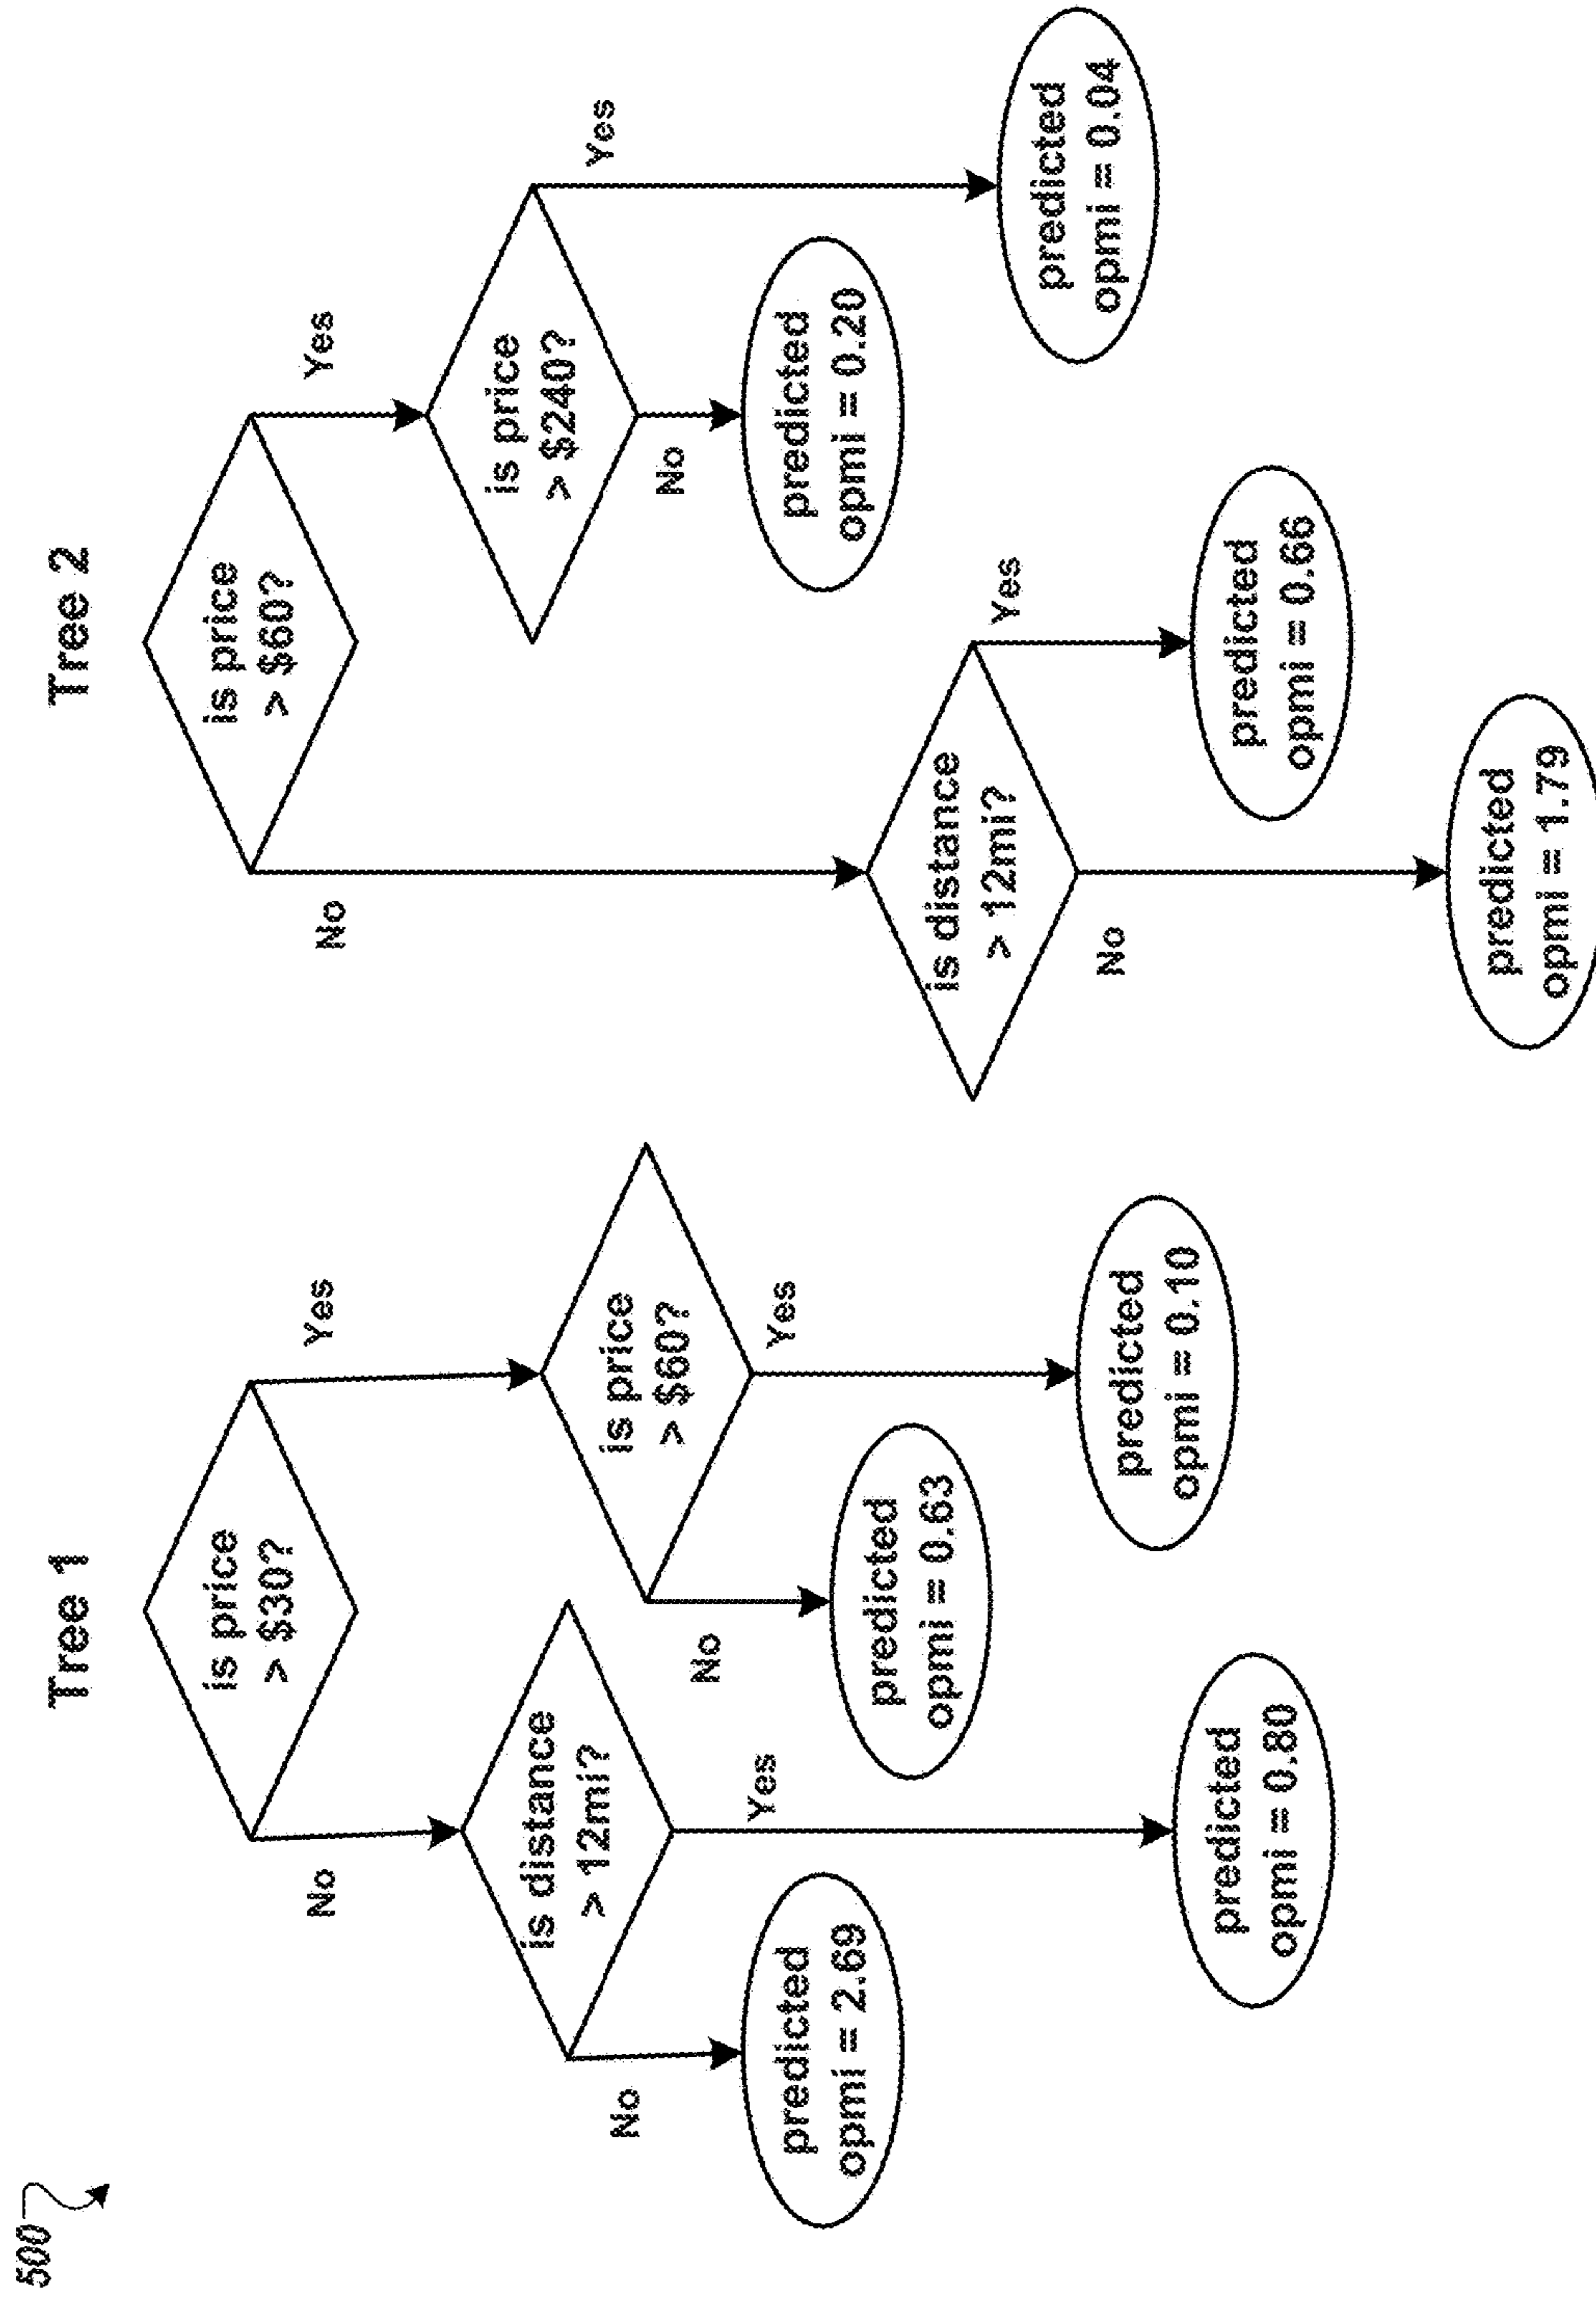 500
Tree 1
is price
> $30?
No
Yes
is distance
> 12mi?
No
Yes
predicted
opmi = 2.69
predicted
opmi = 0.80
is price
> $60?
No
Yes
predicted
opmi = 0.63
predicted
opmi = 0.10
Tree 2
is price
> $60?
No
Yes
is distance
> 12mi?
No
Yes
predicted
opmi = 1.79
predicted
opmi = 0.66
is price
> $240?
No
Yes
predicted
opmi = 0.20
predicted
opmi = 0.04